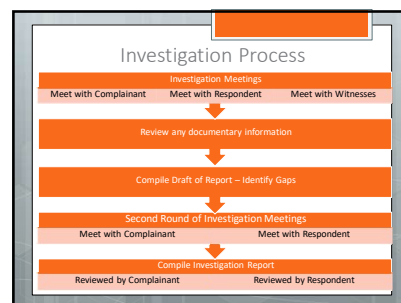 Investigation Process
Investigation Meetings
Meet with Complainant Meet with Respondent Meet with Witnesses
Review any documentary information
Compile Draft of Report – Identify Gaps
Second Round of Investigation Meetings
Meet with Complainant Meet with Respondent
Compile Investigation Report
Reviewed by Complainant Reviewed by Respondent